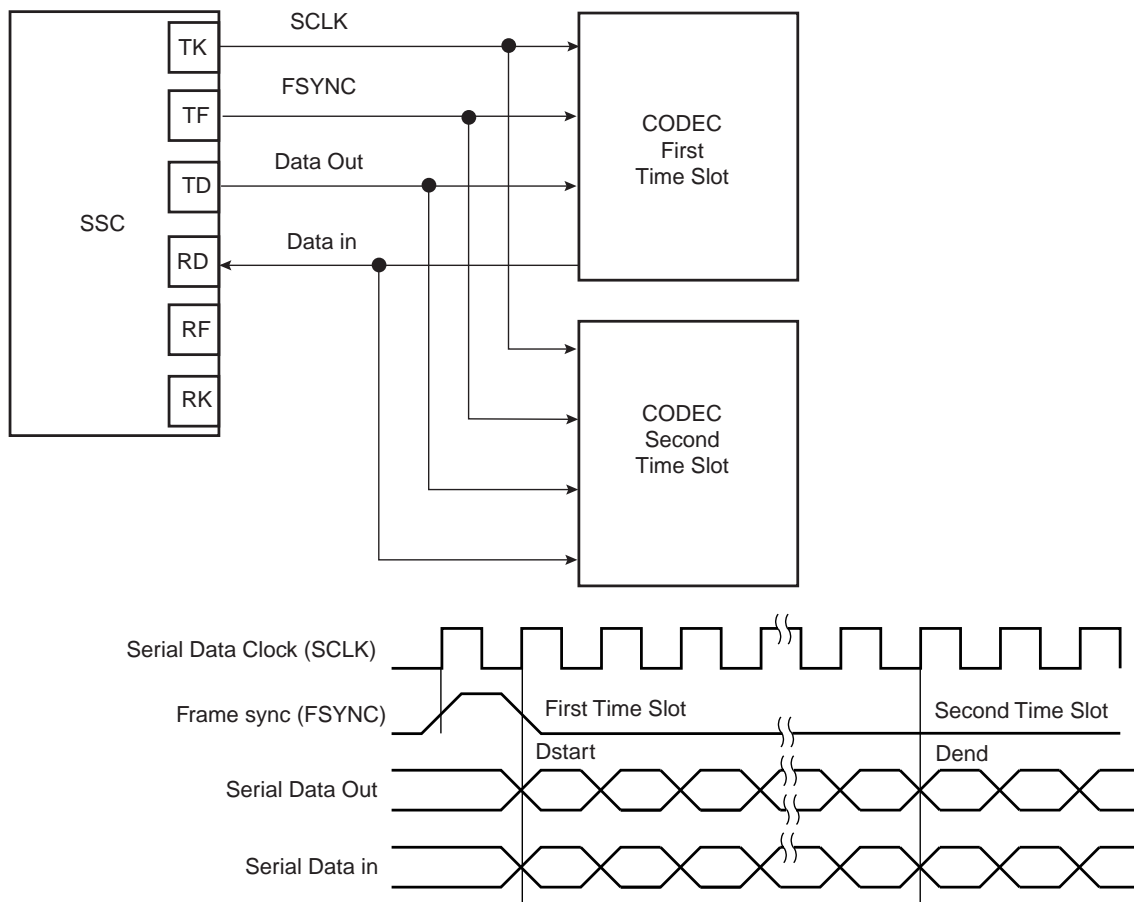 SSC
TK
TF
TD
RD
RF
RK
SCLK
FSYNC
Data Out
Data in
CODEC
First
Time Slot
CODEC
Second
Time Slot
Serial Data Clock (SCLK)
Frame sync (FSYNC)
First Time Slot
Second Time Slot
Dstart
Dend
Serial Data Out
Serial Data in